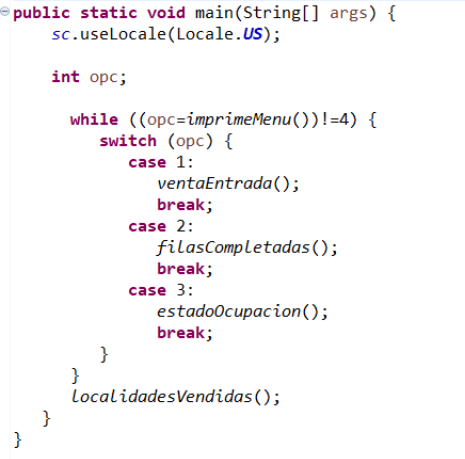 public static void main(String[] args) {
sc.useLocale(Locale.US);
int opc;
while ((opc=imprimeMenu())!=4) {
switch (opc) {
case 1:
ventaEntrada();
break;
case 2:
filasCompletadas();
break;
case 3:
estadoOcupacion();
break;
}
}
localidadesVendidas();
}
}